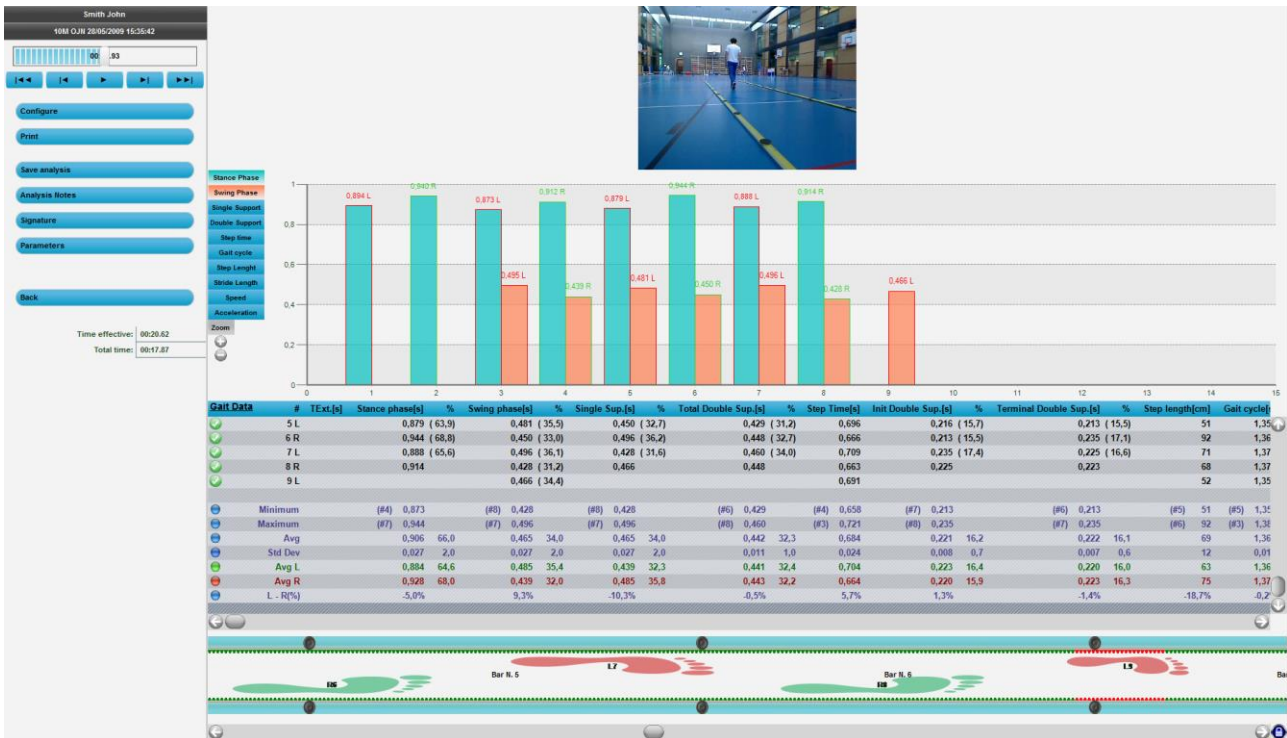 Smith John
10M OJN 28/05/2009 15:35:42
00 .93
Configure
Print
Save analysis
Analysis Notes
Signature
Parameters
Back
Time effective: 00:20.62
Total time: 00:17.87
Stance Phase
Swing Phase
Single Support
Double Support
Step time
Gait cycle
Step Lenght
Stride Length
Speed
Acceleration
Zoom
1
0,8
0,6
0,4
0,2
0
0,894 L
0,940 R
0,873 L
0,912 R
0,879 L
0,944 R
0,888 L
0,914 R
0,495 L
0,439 R
0,481 L
0,450 R
0,496 L
0,428 R
0,466 L
0 1 2 3 4 5 6 7 8 9 10 11 12 13 14 15
Gait Data # TExt.[s] Stance phase[s] % Swing phase[s] % Single Sup.[s] % Total Double Sup.[s] % Step Time[s] Init Double Sup.[s] % Terminal Double Sup.[s] % Step length[cm] Gait cycle[s
5 L 0,879 ( 63,9) 0,481 ( 35,5) 0,450 ( 32,7) 0,429 ( 31,2) 0,696 0,216 ( 15,7) 0,213 ( 15,5) 51 1,35
6 R 0,944 ( 68,8) 0,450 ( 33,0) 0,496 ( 36,2) 0,448 ( 32,7) 0,666 0,213 ( 15,5) 0,235 ( 17,1) 92 1,36
7 L 0,888 ( 65,6) 0,496 ( 36,1) 0,428 ( 31,6) 0,460 ( 34,0) 0,709 0,235 ( 17,4) 0,225 ( 16,6) 71 1,37
8 R 0,914 0,428 ( 31,2) 0,466 0,448 0,663 0,225 0,223 68 1,37
9 L 0,466 ( 34,4) 0,691 52 1,35
Minimum (#4) 0,873 (#8) 0,428 (#8) 0,428 (#6) 0,429 (#4) 0,658 (#7) 0,213 (#6) 0,213 (#5) 51 (#5) 1,35
Maximum (#7) 0,944 (#7) 0,496 (#7) 0,496 (#8) 0,460 (#3) 0,721 (#8) 0,235 (#7) 0,235 (#6) 92 (#3) 1,38
Avg 0,906 66,0 0,465 34,0 0,465 34,0 0,442 32,3 0,684 0,221 16,2 0,222 16,1 69 1,36
Std Dev 0,027 2,0 0,027 2,0 0,027 2,0 0,011 1,0 0,024 0,008 0,7 0,007 0,6 12 0,01
Avg L 0,884 64,6 0,485 35,4 0,439 32,3 0,441 32,4 0,704 0,223 16,4 0,220 16,0 63 1,36
Avg R 0,928 68,0 0,439 32,0 0,485 35,8 0,443 32,2 0,664 0,220 15,9 0,223 16,3 75 1,37
L - R(%) -5,0% 9,3% -10,3% -0,5% 5,7% 1,3% -1,4% -18,7% -0,2
L7
L9
Bar N. 5
Bar N. 6
Ba
R6
R8